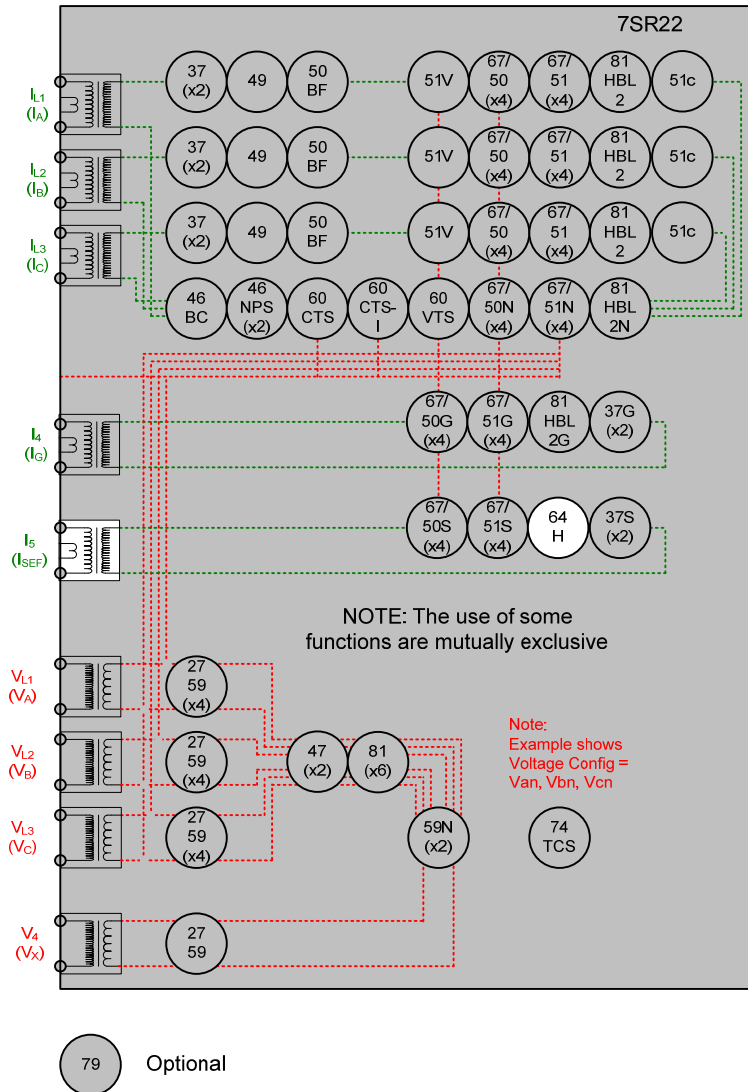 7SR22
IL1
(IA)
37
(x2)
49
50
BF
51V
67/
50
(x4)
67/
51
(x4)
81
HBL
2
51c
IL2
(IB)
37
(x2)
49
50
BF
51V
67/
50
(x4)
67/
51
(x4)
81
HBL
2
51c
IL3
(IC)
37
(x2)
49
50
BF
51V
67/
50
(x4)
67/
51
(x4)
81
HBL
2
51c
46
BC
46
NPS
(x2)
60
CTS
60
CTS-
I
60
VTS
67/
50N
(x4)
67/
51N
(x4)
81
HBL
2N
I4
(IG)
67/
50G
(x4)
67/
51G
(x4)
81
HBL
2G
37G
(x2)
I5
(ISEF)
67/
50S
(x4)
67/
51S
(x4)
64
H
37S
(x2)
NOTE: The use of some
functions are mutually exclusive
VL1
(VA)
27
59
(x4)
VL2
(VB)
27
59
(x4)
47
(x2)
81
(x6)
Note:
Example shows
Voltage Config =
Van, Vbn, Vcn
VL3
(VC)
27
59
(x4)
59N
(x2)
74
TCS
V4
(VX)
27
59
79
Optional